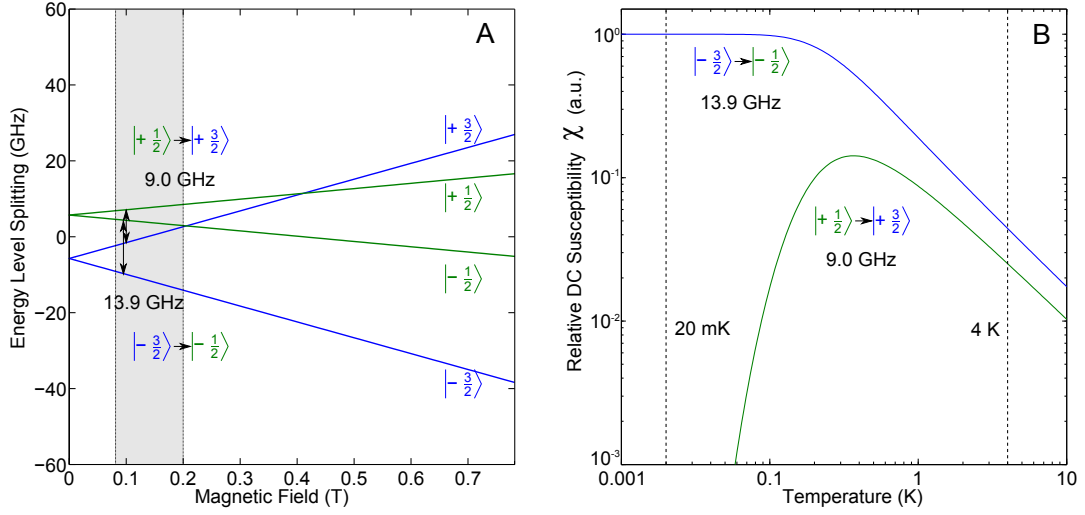 A
Energy Level Splitting (GHz)
60
40
20
0
−20
−40
−60
|+ 1/2⟩ → |+ 3/2⟩
9.0 GHz
13.9 GHz
|− 3/2⟩ → |− 1/2⟩
|+ 3/2⟩
|+ 1/2⟩
|− 1/2⟩
|− 3/2⟩
0 0.1 0.2 0.3 0.4 0.5 0.6 0.7
Magnetic Field (T)
B
Relative DC Susceptibility χ (a.u.)
10⁰
10⁻¹
10⁻²
10⁻³
|− 3/2⟩ → |− 1/2⟩
13.9 GHz
|+ 1/2⟩ → |+ 3/2⟩
9.0 GHz
20 mK
4 K
0.001 0.1 1 10
Temperature (K)